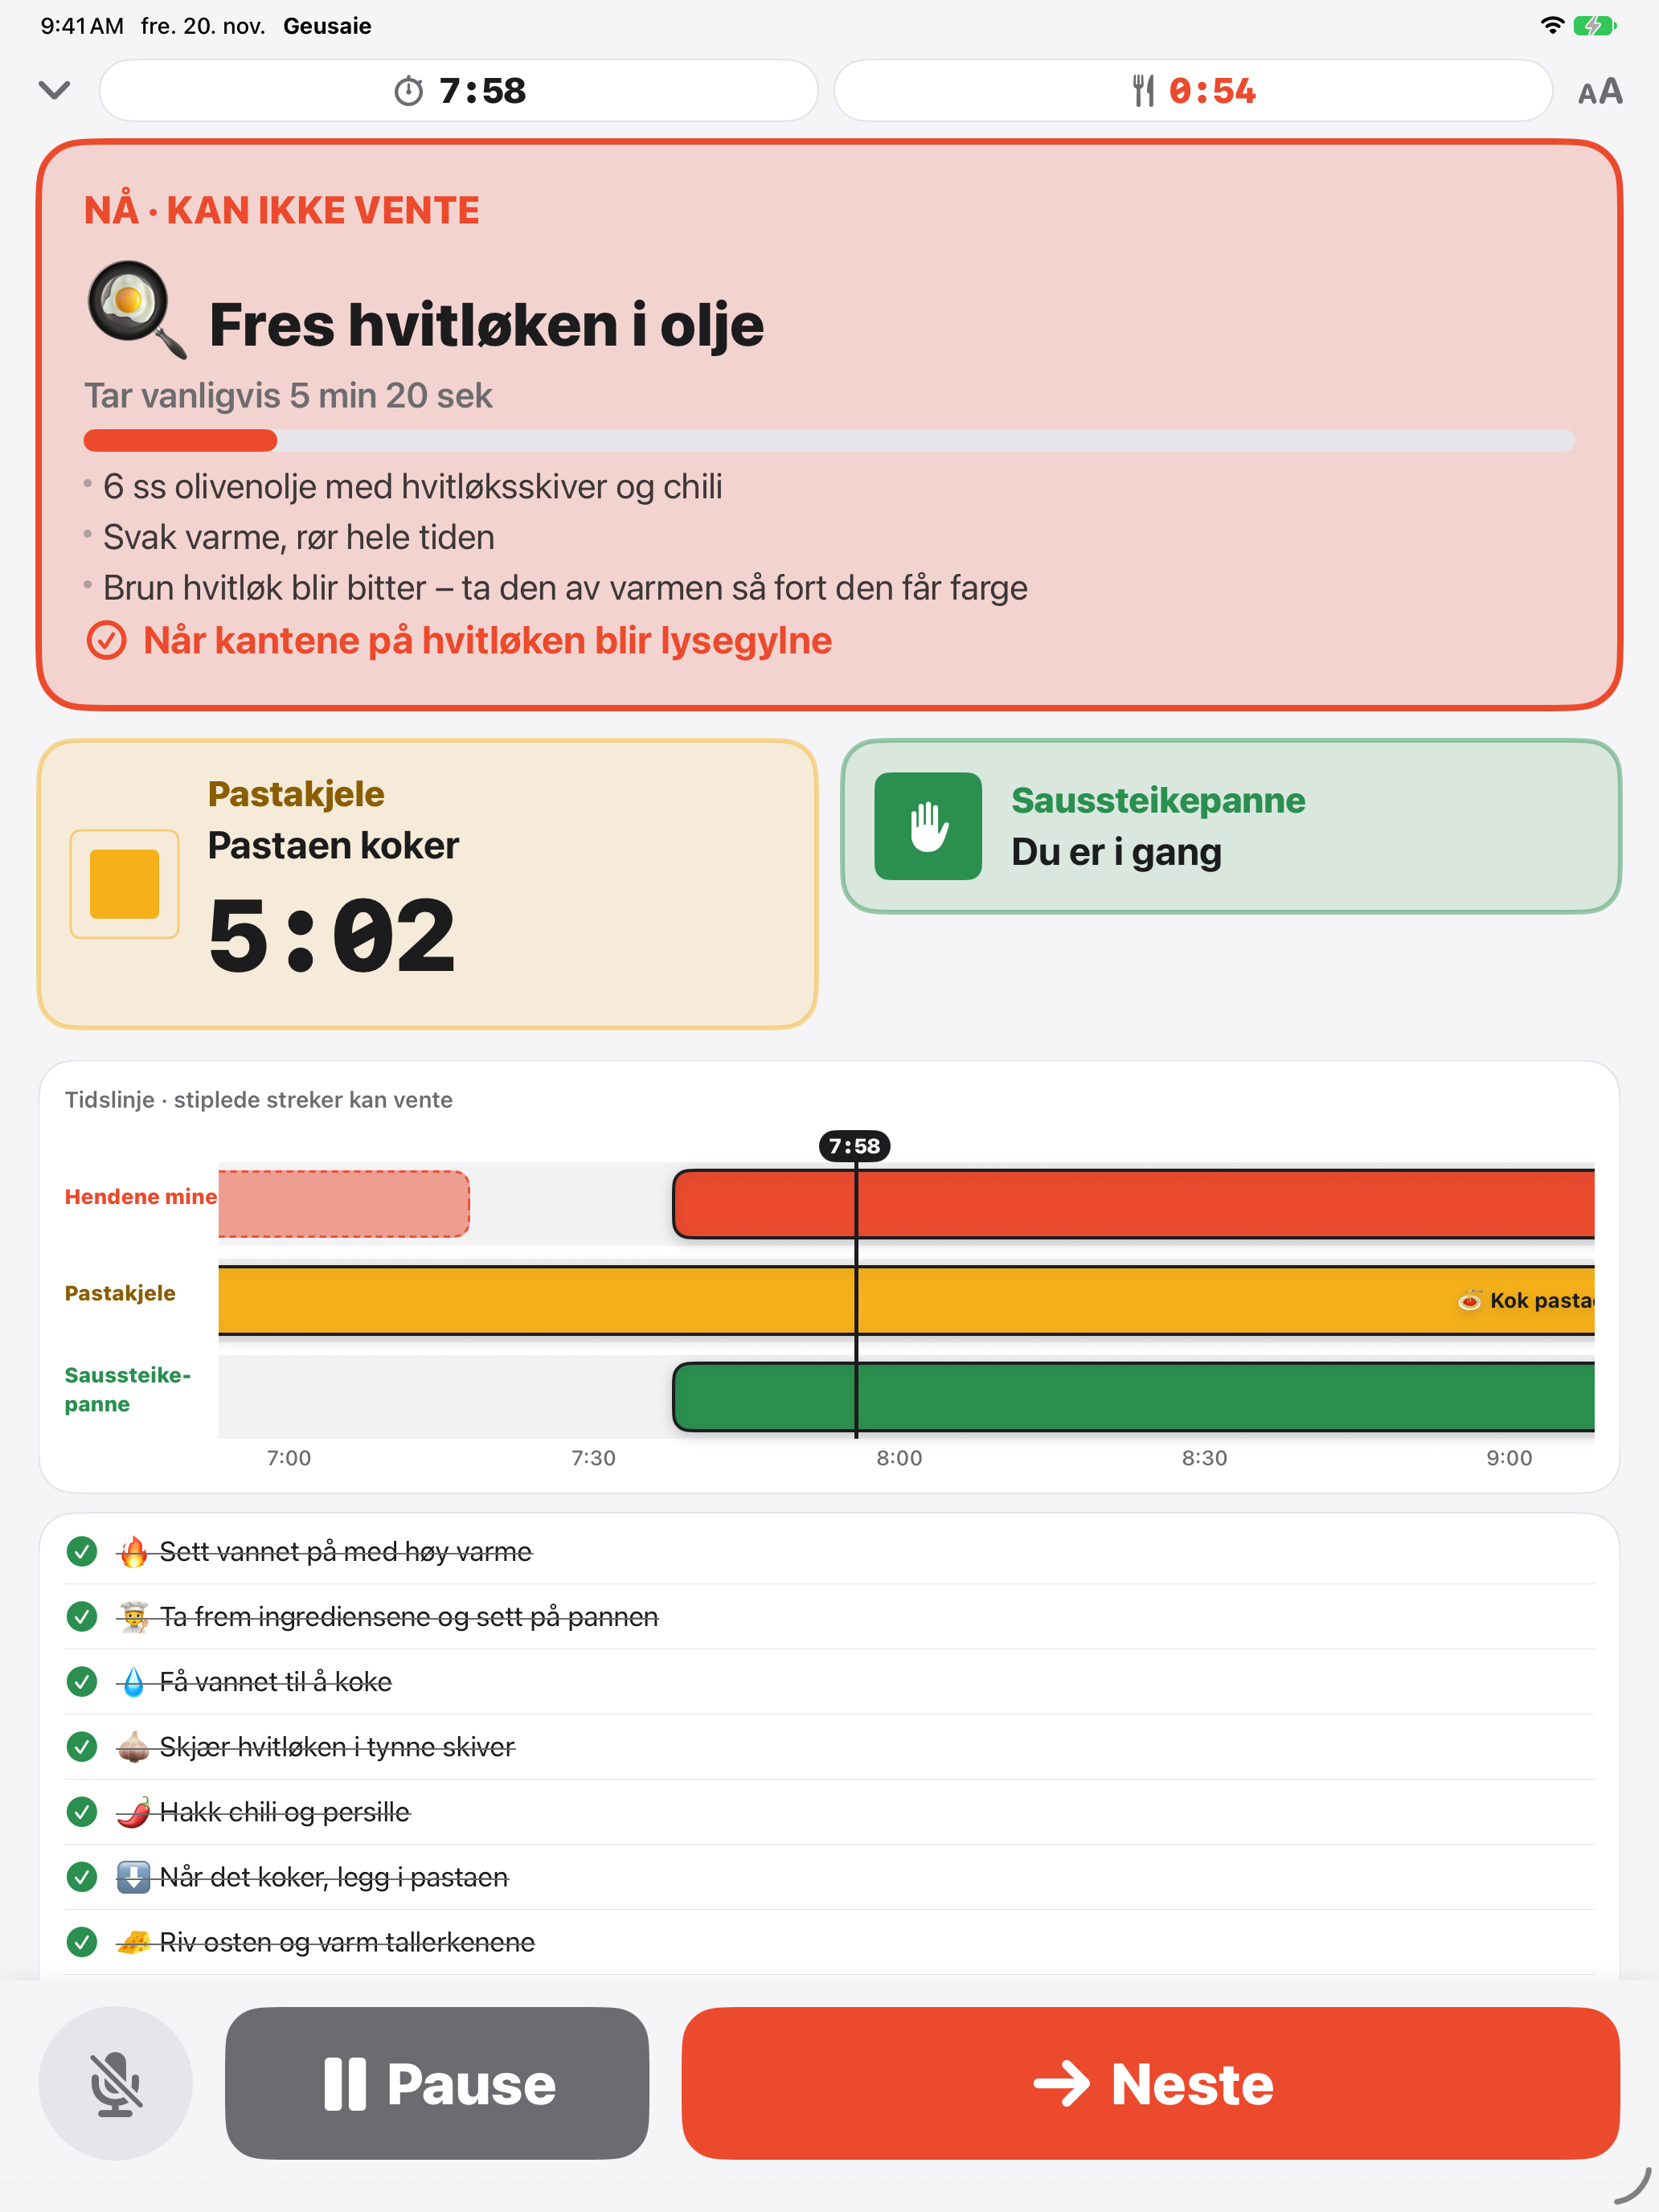 9:41 AM fre. 20. nov. Geusaie
7:58
0:54
AA
NÅ · KAN IKKE VENTE
Fres hvitløken i olje
Tar vanligvis 5 min 20 sek
• 6 ss olivenolje med hvitløksskiver og chili
• Svak varme, rør hele tiden
• Brun hvitløk blir bitter – ta den av varmen så fort den får farge
Når kantene på hvitløken blir lysegylne
Pastakjele
Pastaen koker
5:02
Saussteikepanne
Du er i gang
Tidslinje · stiplede streker kan vente
7:58
Hendene mine
Pastakjele
Kok pasta
Saussteike-
panne
7:00 7:30 8:00 8:30 9:00
Sett vannet på med høy varme
Ta frem ingrediensene og sett på pannen
Få vannet til å koke
Skjær hvitløken i tynne skiver
Hakk chili og persille
Når det koker, legg i pastaen
Riv osten og varm tallerkenene
Pause
Neste